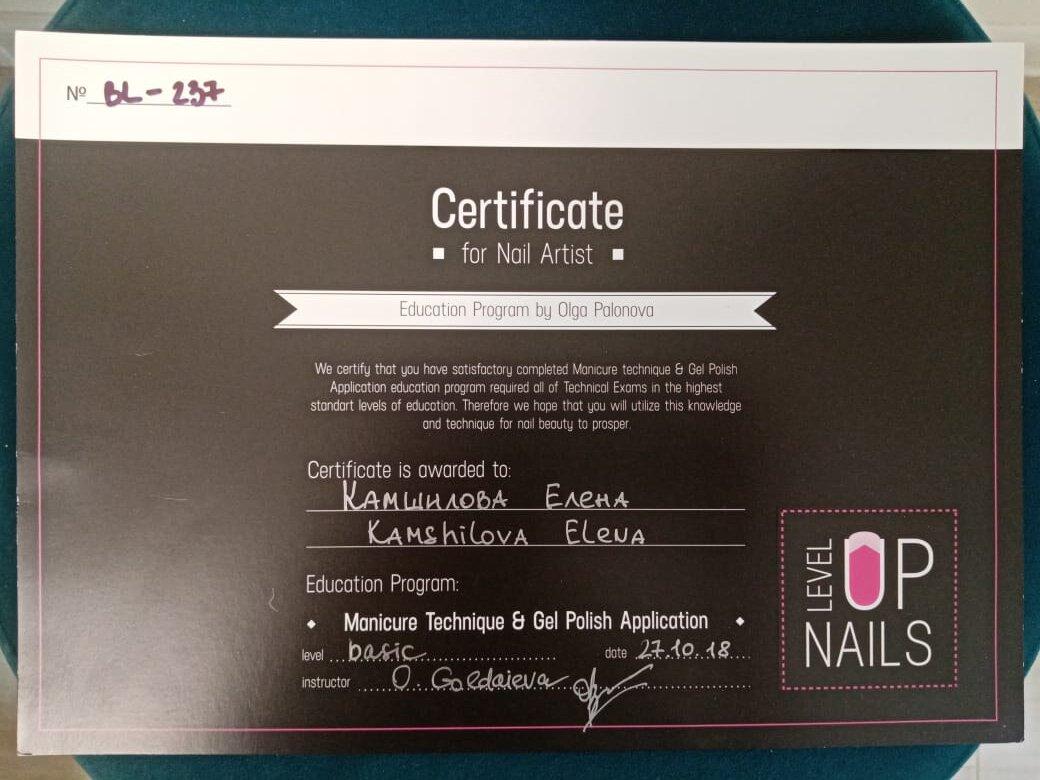 № BL-237
Certificate
for Nail Artist
Education Program by Olga Palonova
We certify that you have satisfactory completed Manicure technique & Gel Polish
Application education program required all of Technical Exams in the highest
standart levels of education. Therefore we hope that you will utilize this knowledge
and technique for nail beauty to prosper.
Certificate is awarded to:
Камшилова Елена
Kamshilova Elena
Education Program:
Manicure Technique & Gel Polish Application
level basic date 27.10.18
instructor O. Goldaieva
LEVEL UP
NAILS